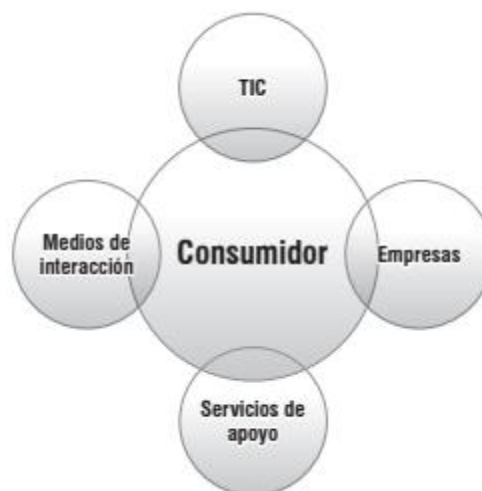 TIC
Medios de
interacción
Consumidor
Empresas
Servicios de
apoyo